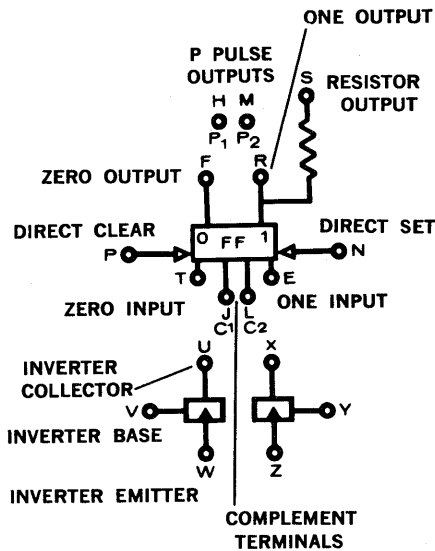 ONE OUTPUT
P PULSE
OUTPUTS
S
RESISTOR
OUTPUT
H M
P1 P2
F R
ZERO OUTPUT
DIRECT CLEAR
DIRECT SET
0 FF 1
P
N
T E
ZERO INPUT
ONE INPUT
J L
C1 C2
U X
INVERTER
COLLECTOR
V Y
INVERTER BASE
W Z
INVERTER EMITTER
COMPLEMENT
TERMINALS